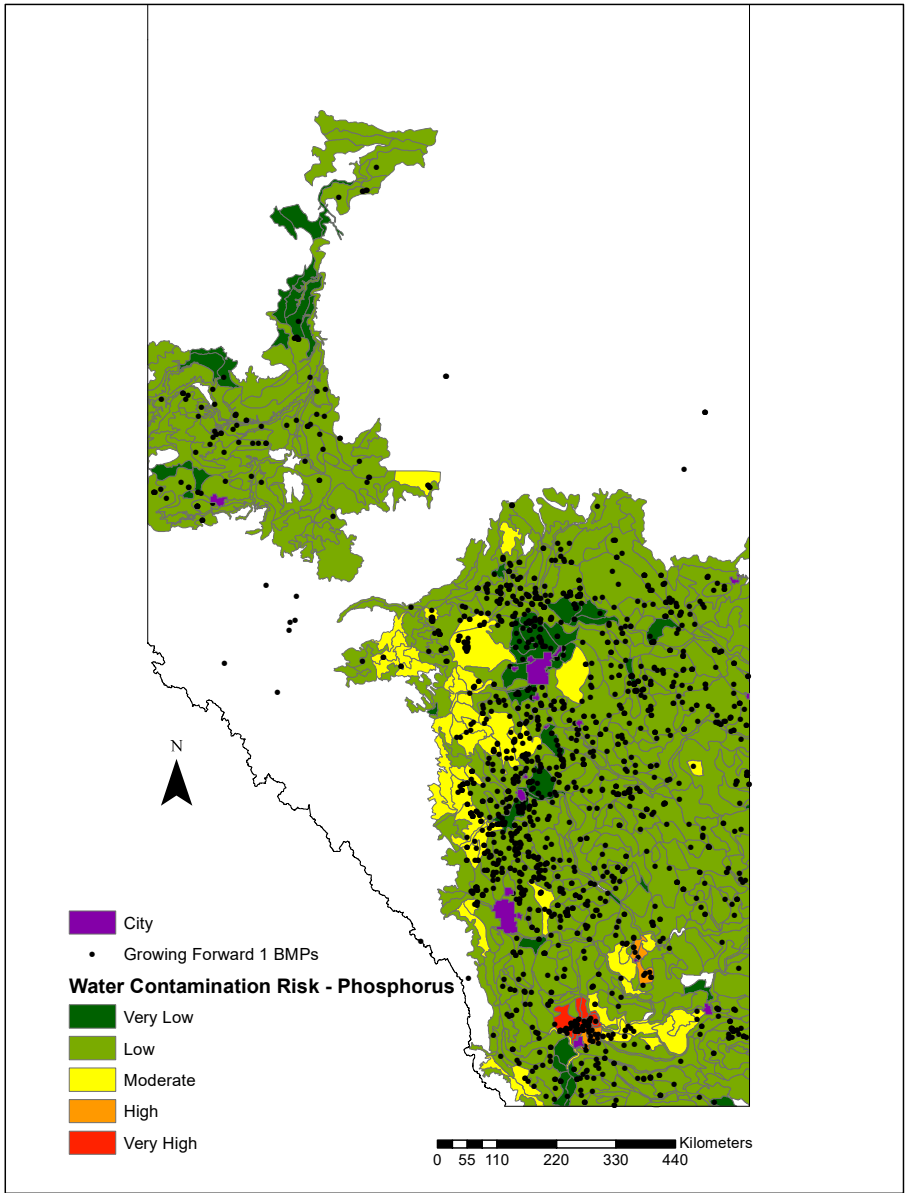 N
City
Growing Forward 1 BMPs
Water Contamination Risk - Phosphorus
Very Low
Low
Moderate
High
Very High
Kilometers
0 55 110 220 330 440